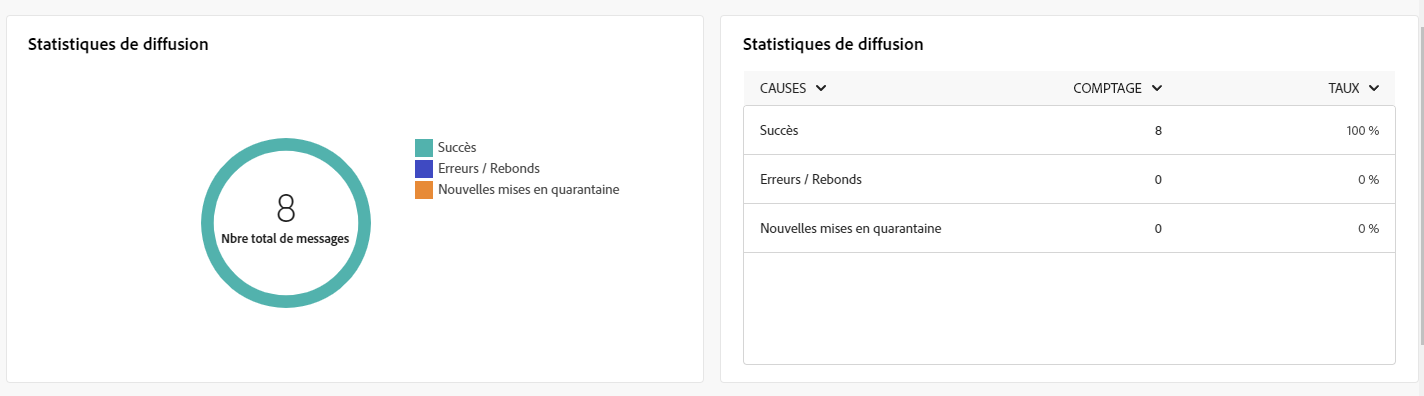 Statistiques de diffusion
8
Nbre total de messages
Succès
Erreurs / Rebonds
Nouvelles mises en quarantaine
Statistiques de diffusion
CAUSES COMPTAGE TAUX
Succès 8 100 %
Erreurs / Rebonds 0 0 %
Nouvelles mises en quarantaine 0 0 %